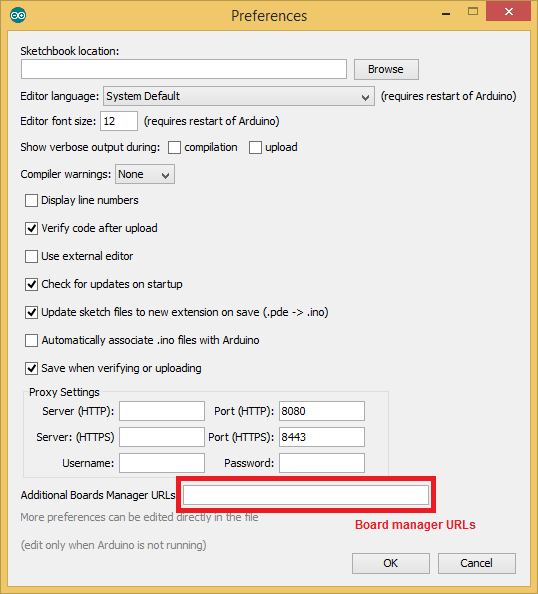 Preferences
Sketchbook location:
Browse
Editor language: System Default (requires restart of Arduino)
Editor font size: 12 (requires restart of Arduino)
Show verbose output during: compilation upload
Compiler warnings: None
Display line numbers
Verify code after upload
Use external editor
Check for updates on startup
Update sketch files to new extension on save (.pde -> .ino)
Automatically associate .ino files with Arduino
Save when verifying or uploading
Proxy Settings
Server (HTTP): Port (HTTP): 8080
Server: (HTTPS) Port (HTTPS): 8443
Username: Password:
Additional Boards Manager URLs
More preferences can be edited directly in the file
Board manager URLs
(edit only when Arduino is not running)
OK Cancel